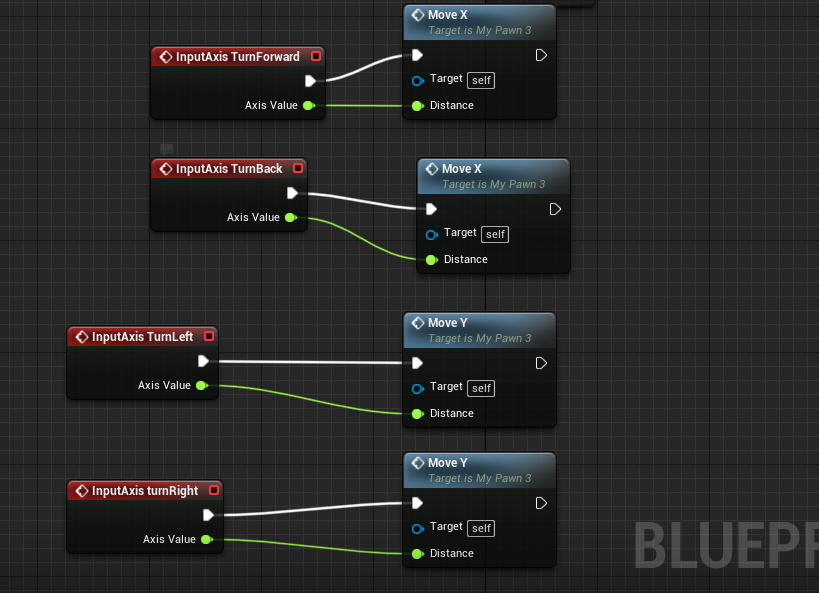 Move X
Target is My Pawn 3
InputAxis TurnForward
Target self
Axis Value
Distance
InputAxis TurnBack
Move X
Target is My Pawn 3
Axis Value
Target self
Distance
InputAxis TurnLeft
Move Y
Target is My Pawn 3
Axis Value
Target self
Distance
InputAxis turnRight
Move Y
Target is My Pawn 3
Axis Value
Target self
Distance